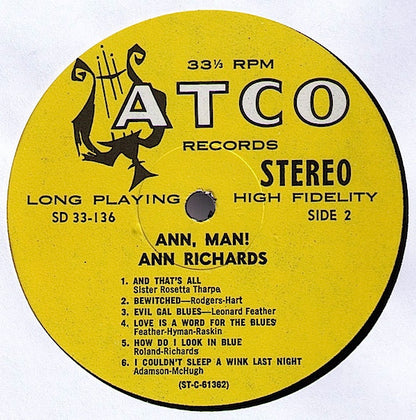 33⅓ RPM
ATCO
RECORDS
STEREO
LONG PLAYING
HIGH FIDELITY
SD 33-136
SIDE 2
ANN, MAN!
ANN RICHARDS
1. AND THAT'S ALL
Sister Rosetta Tharpe
2. BEWITCHED—Rodgers-Hart
3. EVIL GAL BLUES—Leonard Feather
4. LOVE IS A WORD FOR THE BLUES
Feather-Hyman-Raskin
5. HOW DO I LOOK IN BLUE
Roland-Richards
6. I COULDN'T SLEEP A WINK LAST NIGHT
Adamson-McHugh
(ST-C-61362)